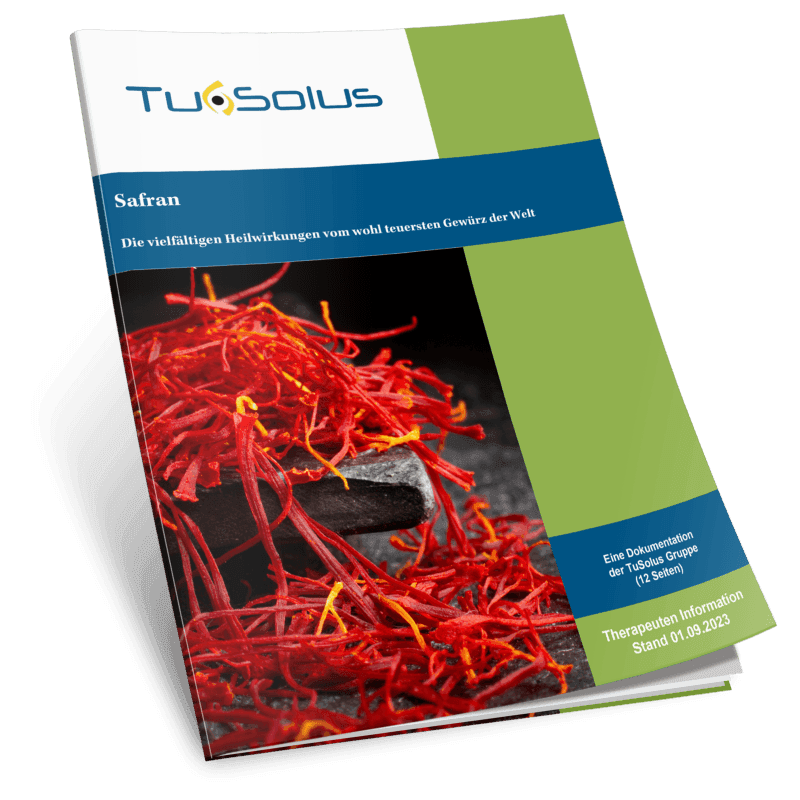 TuSolus
Safran
Die vielfältigen Heilwirkungen vom wohl teuersten Gewürz der Welt
Eine Dokumentation
der TuSolus Gruppe
(12 Seiten)
Therapeuten Information
Stand 01.09.2023